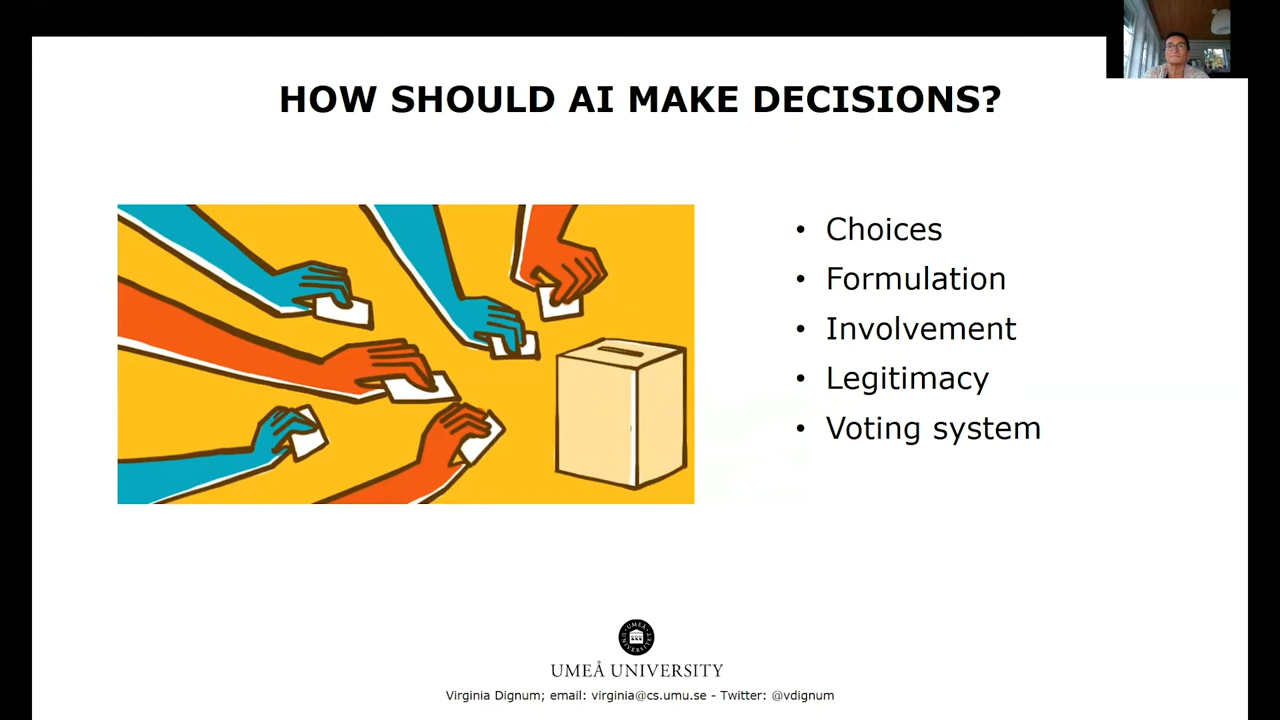 HOW SHOULD AI MAKE DECISIONS?
• Choices
• Formulation
• Involvement
• Legitimacy
• Voting system
UMEÅ UNIVERSITY
Virginia Dignum; email: virginia@cs.umu.se - Twitter: @vdignum